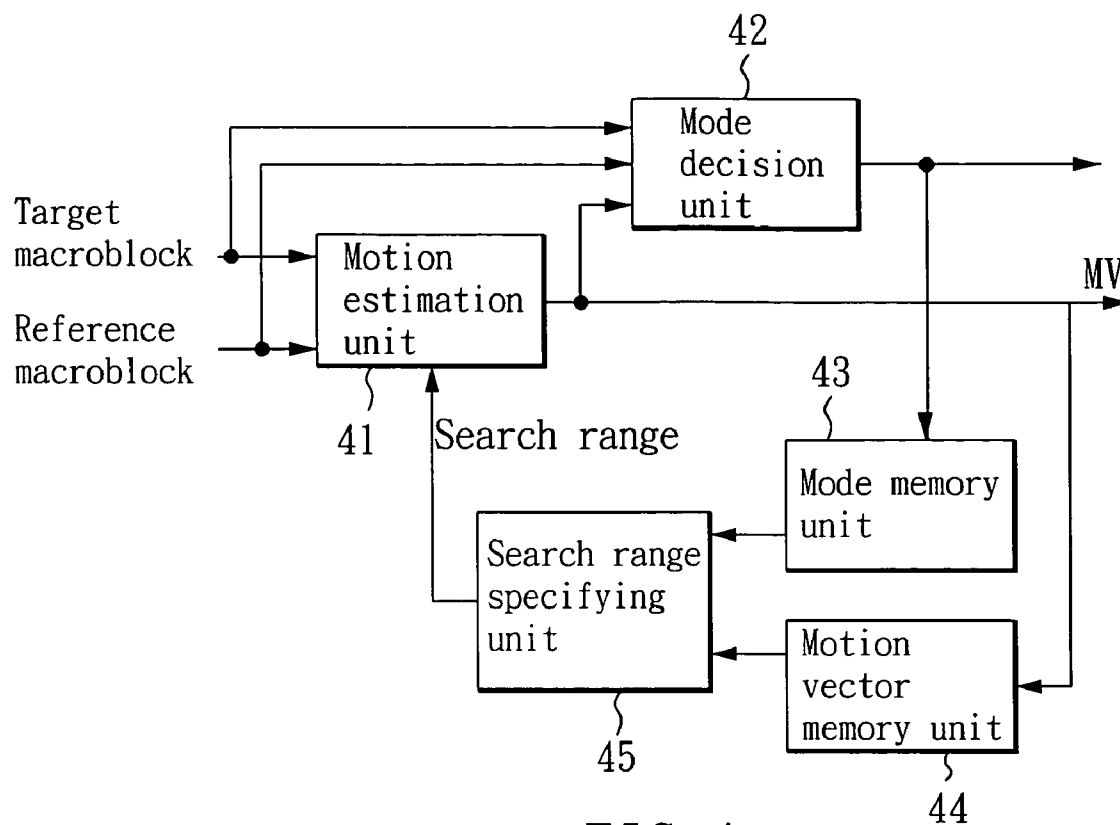 42
Mode
decision
unit
Target
macroblock
Motion
estimation
unit
MV
Reference
macroblock
41
Search range
43
Mode memory
unit
Search range
specifying
unit
Motion
vector
memory unit
45
44